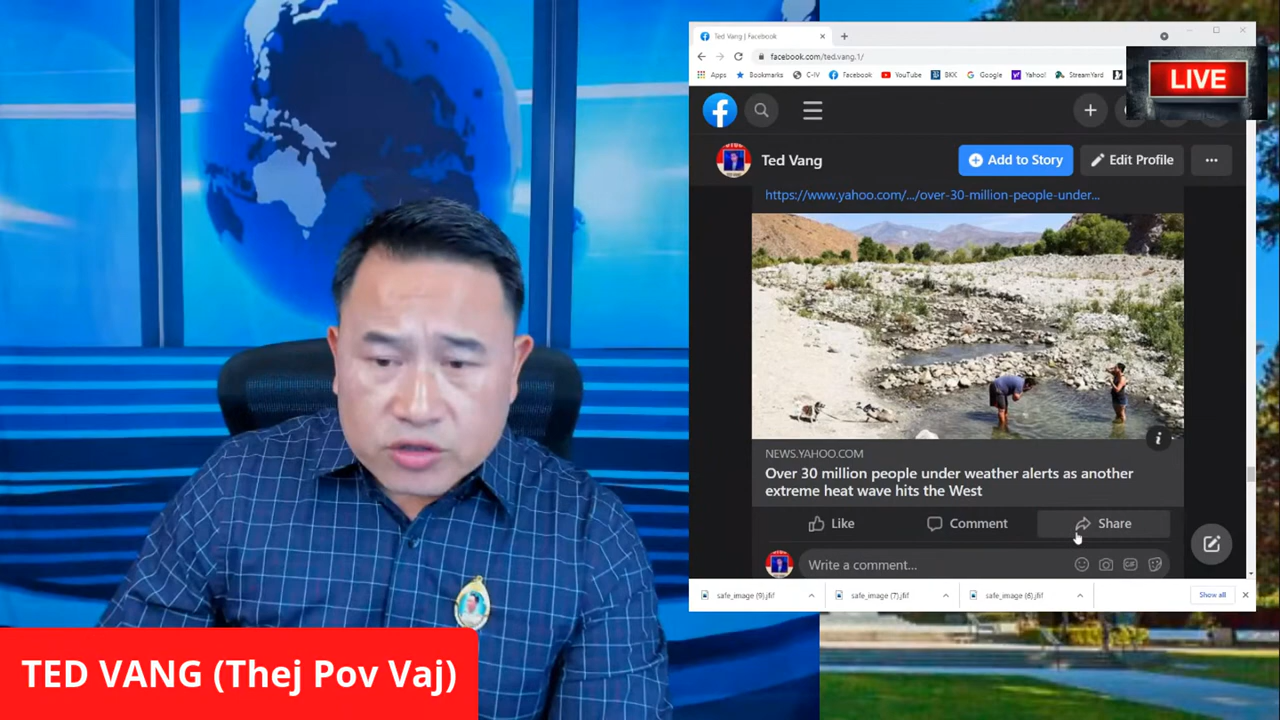 Ted Vang | Facebook
facebook.com/ted.vang.1/
Apps Bookmarks C-IV Facebook YouTube BKK Google Yahoo! StreamYard
LIVE
Ted Vang
Add to Story
Edit Profile
https://www.yahoo.com/.../over-30-million-people-under...
NEWS.YAHOO.COM
Over 30 million people under weather alerts as another
extreme heat wave hits the West
Like Comment Share
Write a comment...
GIF
safe_image (9).jfif safe_image (7).jfif safe_image (6).jfif Show all
TED VANG (Thej Pov Vaj)